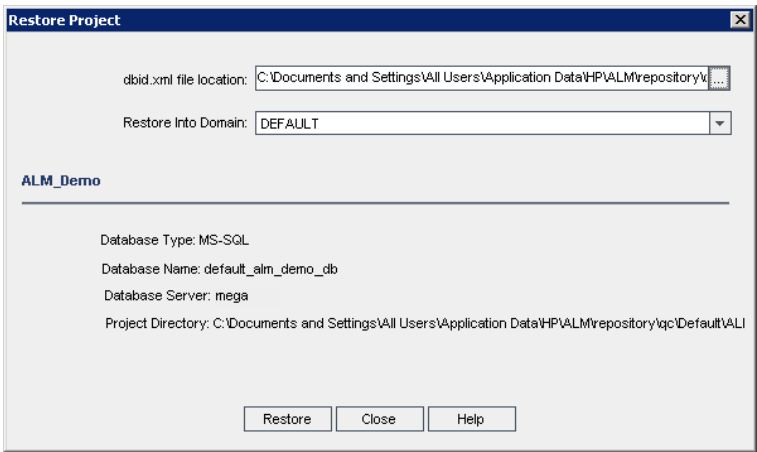 Restore Project
dbid.xml file location: C:\Documents and Settings\All Users\Application Data\HP\ALM\repository\ ...
Restore Into Domain: DEFAULT
ALM_Demo
Database Type: MS-SQL
Database Name: default_alm_demo_db
Database Server: mega
Project Directory: C:\Documents and Settings\All Users\Application Data\HP\ALM\repository\qc\Default\AL
Restore Close Help